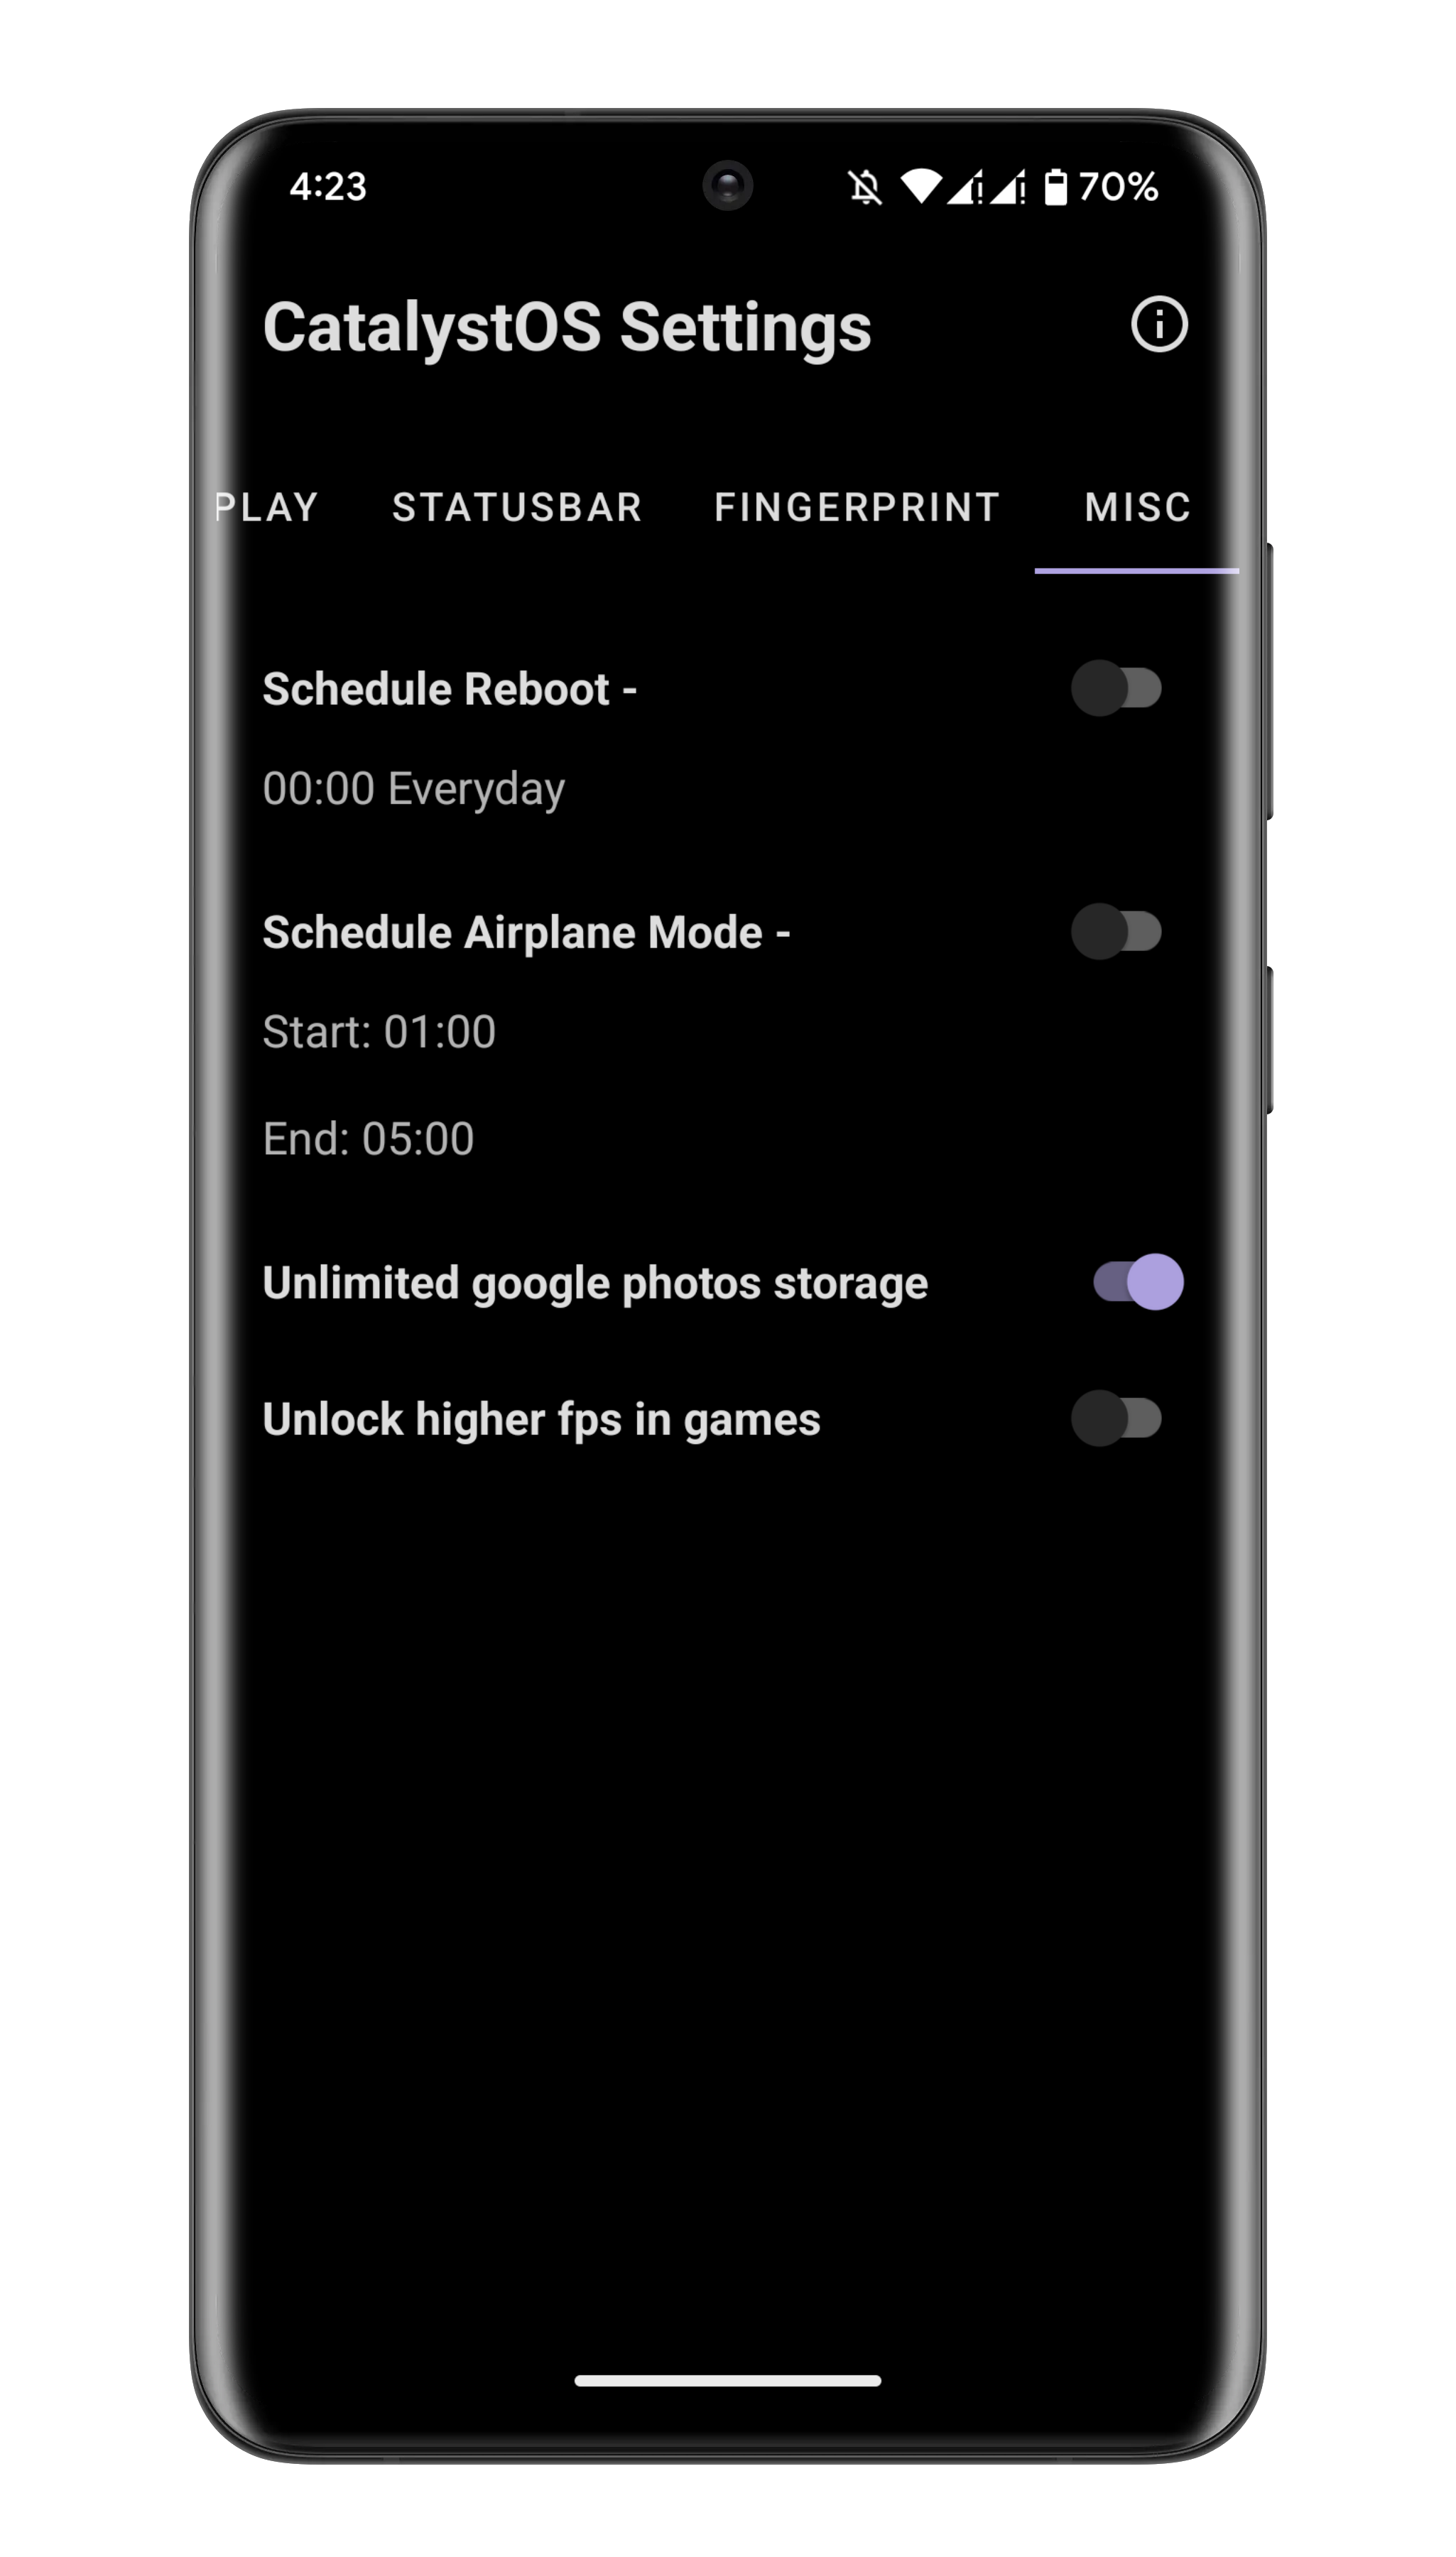 4:23 70%
CatalystOS Settings
PLAY STATUSBAR FINGERPRINT MISC
Schedule Reboot -
00:00 Everyday
Schedule Airplane Mode -
Start: 01:00
End: 05:00
Unlimited google photos storage
Unlock higher fps in games